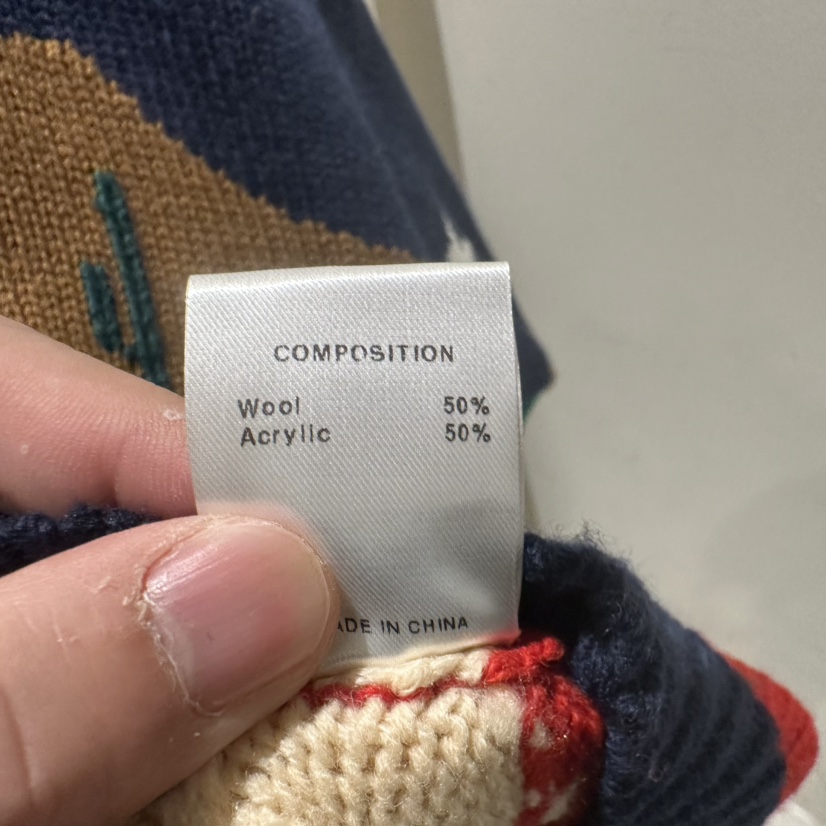 COMPOSITION
Wool 50%
Acrylic 50%
ADE IN CHINA